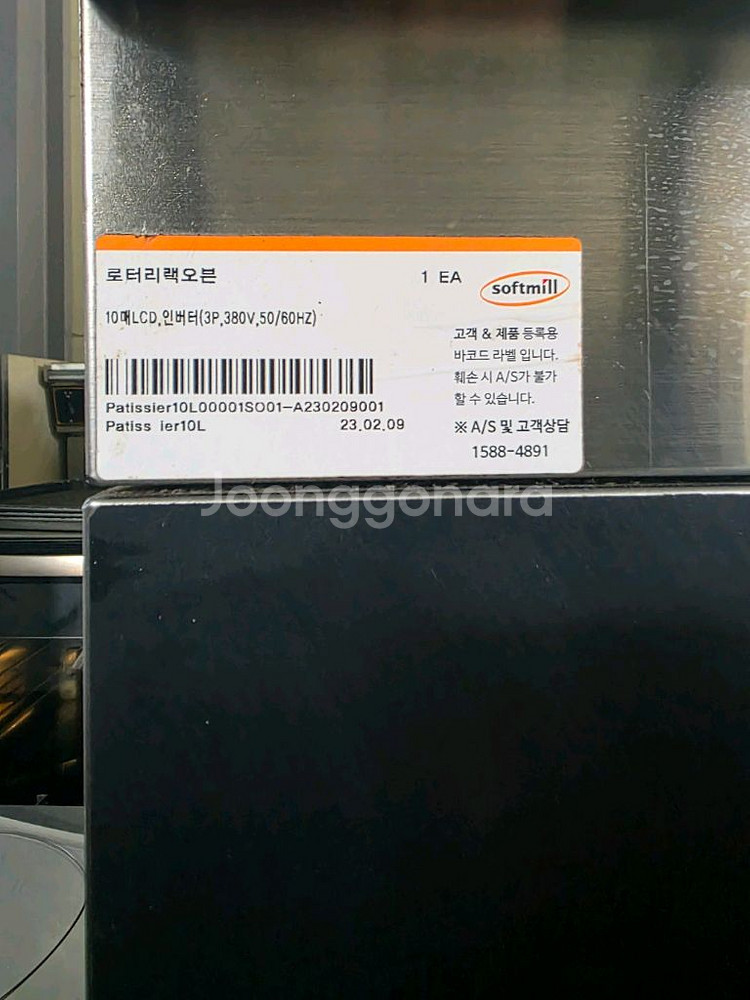 로터리랙오븐
1 EA
softmill
10매LCD,인버터(3P,380V,50/60HZ)
고객 & 제품 등록용
바코드 라벨 입니다.
훼손 시 A/S가 불가
할 수 있습니다.
Patissier10L00001SO01-A230209001
Patiss ier10L
23.02.09
※ A/S 및 고객상담
1588-4891
Joonggonara